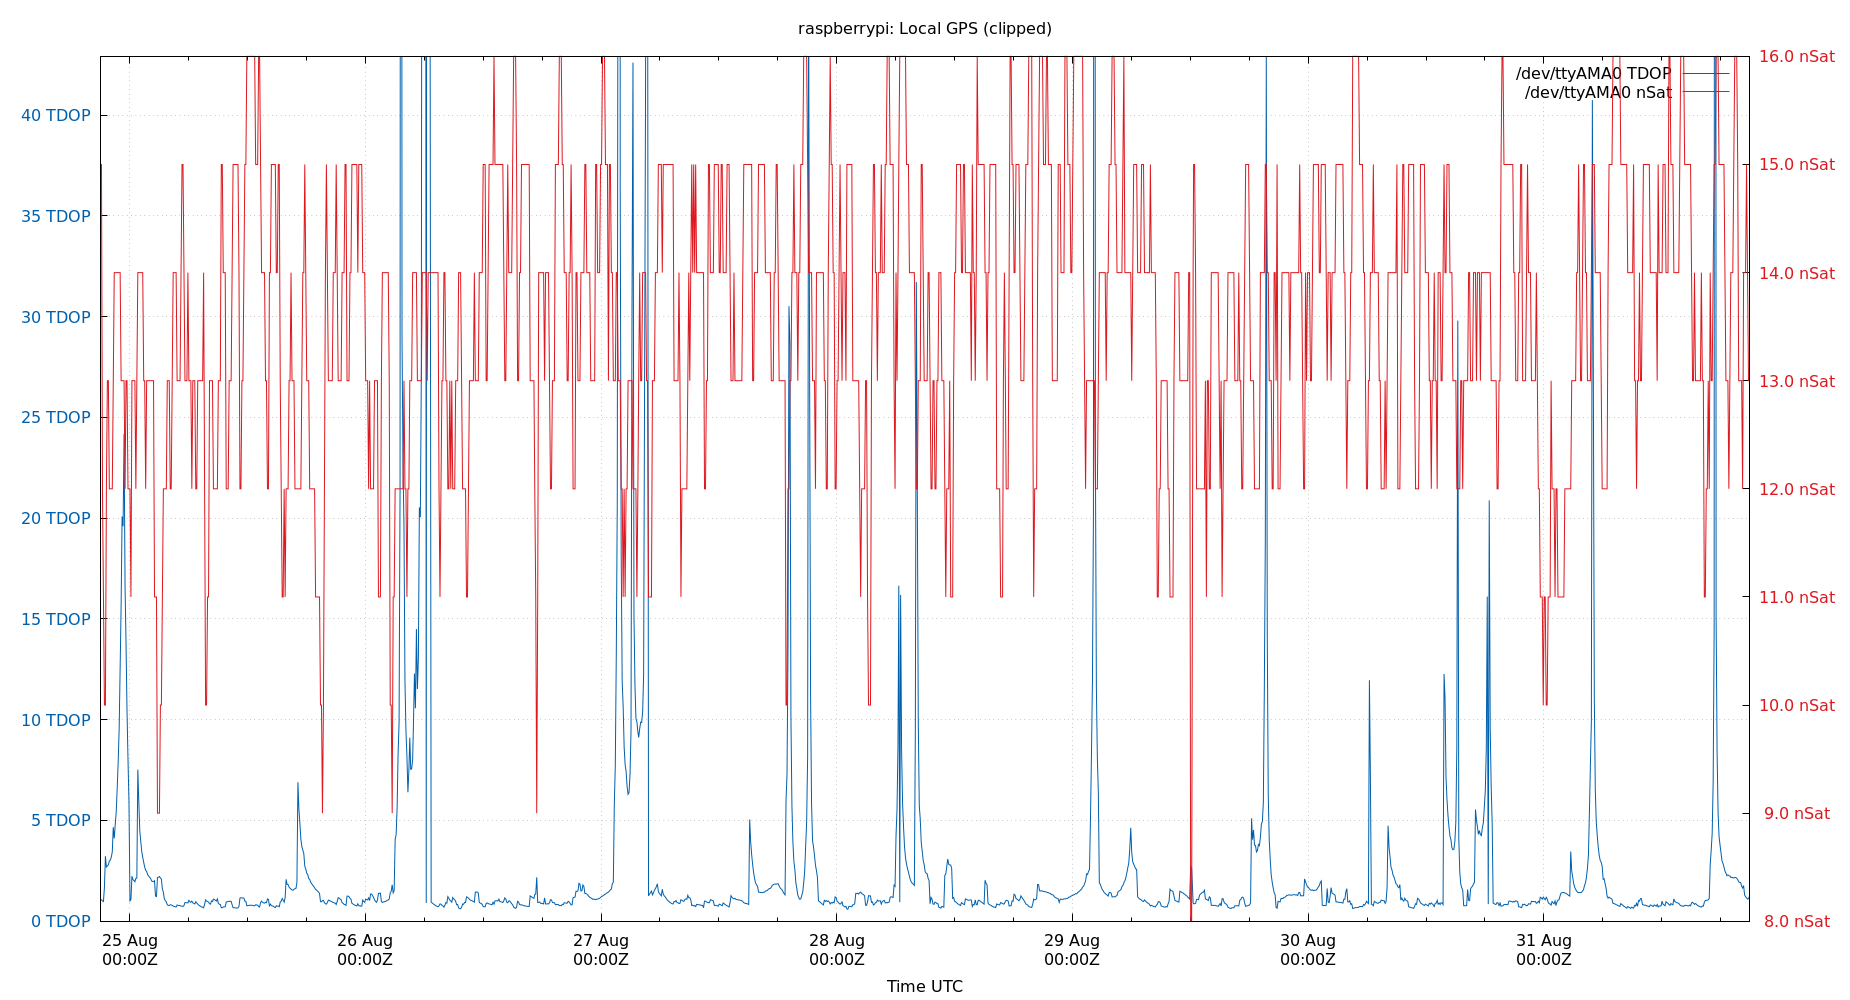 raspberrypi: Local GPS (clipped)
/dev/ttyAMA0 TDOP
/dev/ttyAMA0 nSat
40 TDOP
35 TDOP
30 TDOP
25 TDOP
20 TDOP
15 TDOP
10 TDOP
5 TDOP
0 TDOP
16.0 nSat
15.0 nSat
14.0 nSat
13.0 nSat
12.0 nSat
11.0 nSat
10.0 nSat
9.0 nSat
8.0 nSat
25 Aug
00:00Z
26 Aug
00:00Z
27 Aug
00:00Z
28 Aug
00:00Z
29 Aug
00:00Z
30 Aug
00:00Z
31 Aug
00:00Z
Time UTC